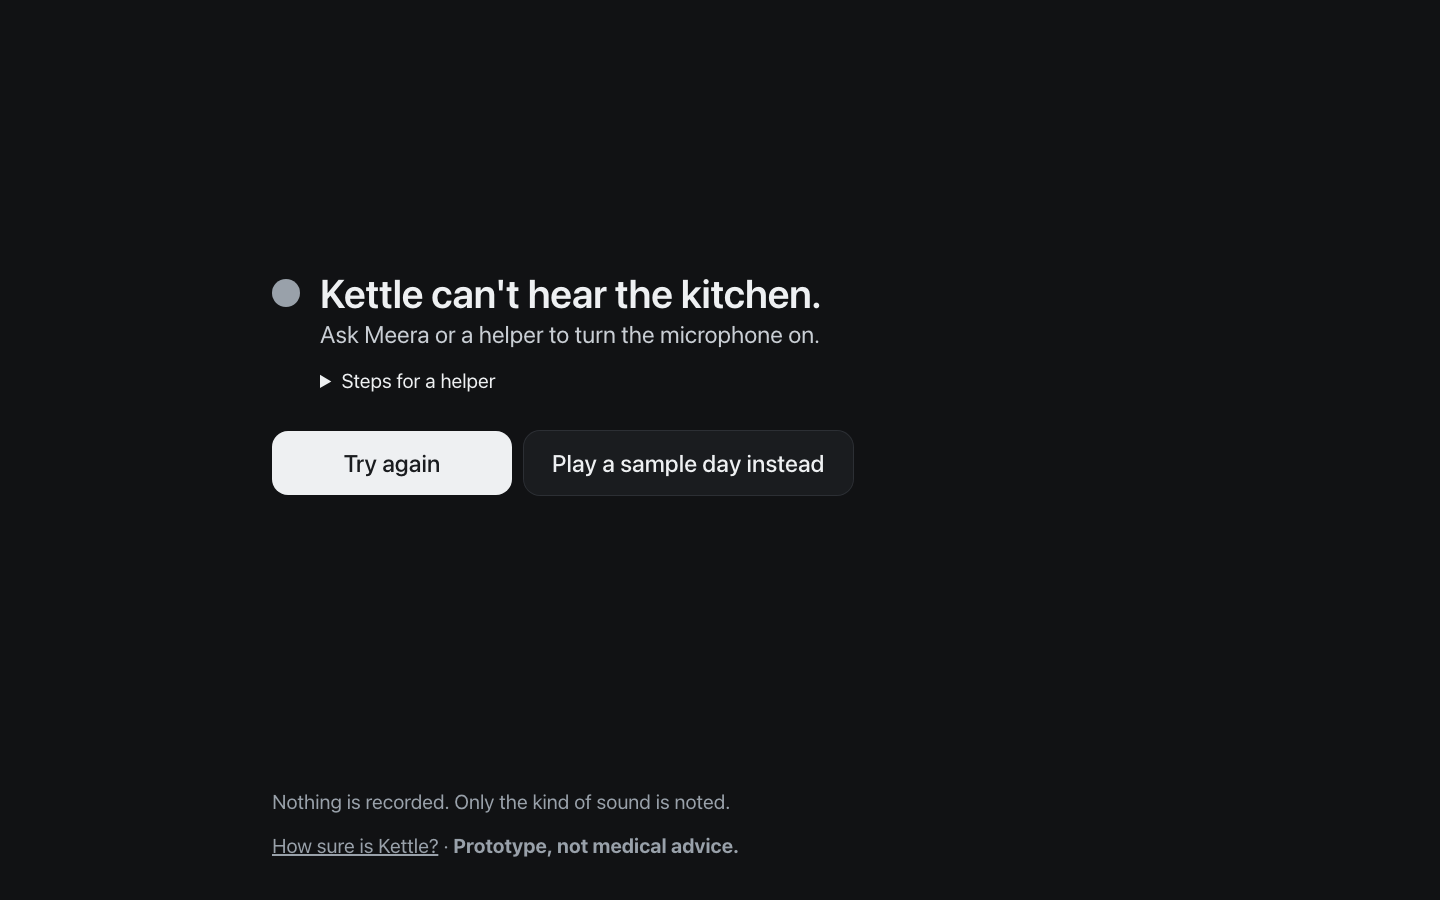 Kettle can't hear the kitchen.
Ask Meera or a helper to turn the microphone on.
Steps for a helper
Try again
Play a sample day instead
Nothing is recorded. Only the kind of sound is noted.
How sure is Kettle? · Prototype, not medical advice.